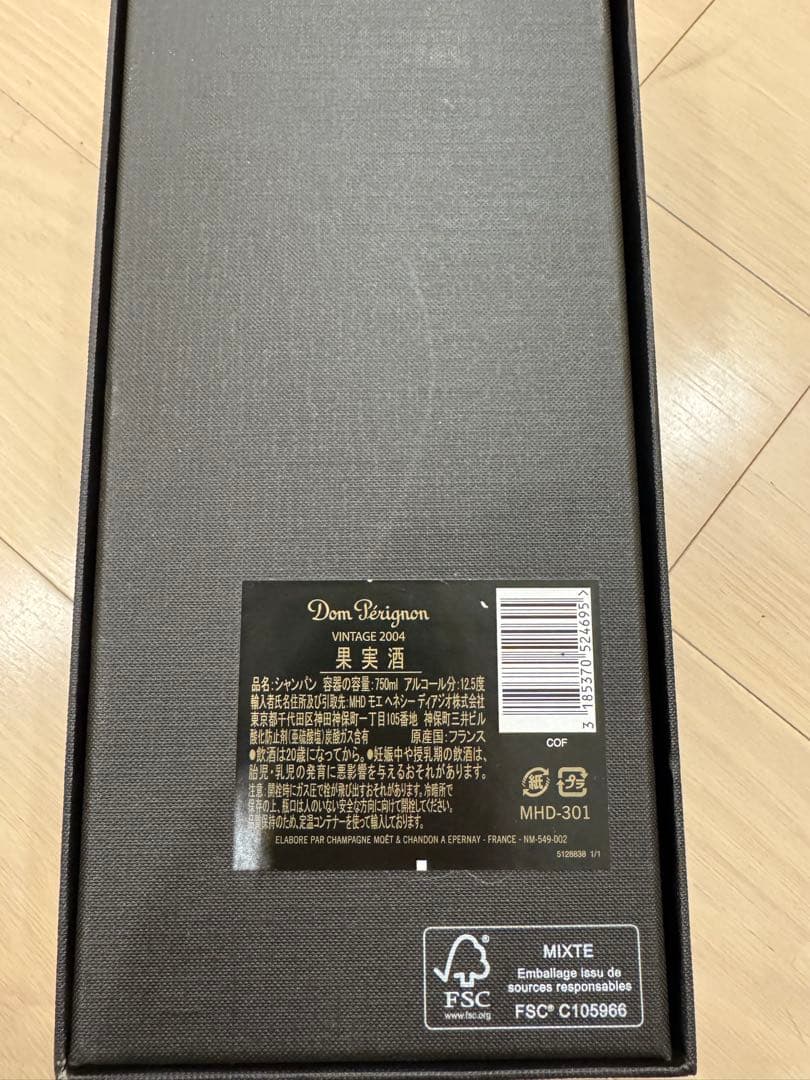 Dom Pérignon
VINTAGE 2004
果実酒
品名:シャンパン 容器の容量:750ml アルコール分:12.5度
輸入者氏名住所及び引取先:MHD モエ ヘネシー ディアジオ株式会社
東京都千代田区神田神保町一丁目105番地 神保町三井ビル
酸化防止剤(亜硫酸塩)炭酸ガス含有 原産国:フランス
●飲酒は20歳になってから。●妊娠中や授乳期の飲酒は、
胎児・乳児の発育に悪影響を与えるおそれがあります。
注意:開栓時にガス圧で栓が飛び出すおそれがあります。冷暗所で
保存の上、瓶口は人のいない安全な方向に向けて開栓してください。
品質保持のため、定温コンテナーを使って輸入しております。
ELABORE PAR CHAMPAGNE MOËT & CHANDON A EPERNAY - FRANCE - NM-549-002
5128838 1/1
3 185370 524695
COF
紙 プラ
MHD-301
FSC®
www.fsc.org
MIXTE
Emballage issu de
sources responsables
FSC® C105966